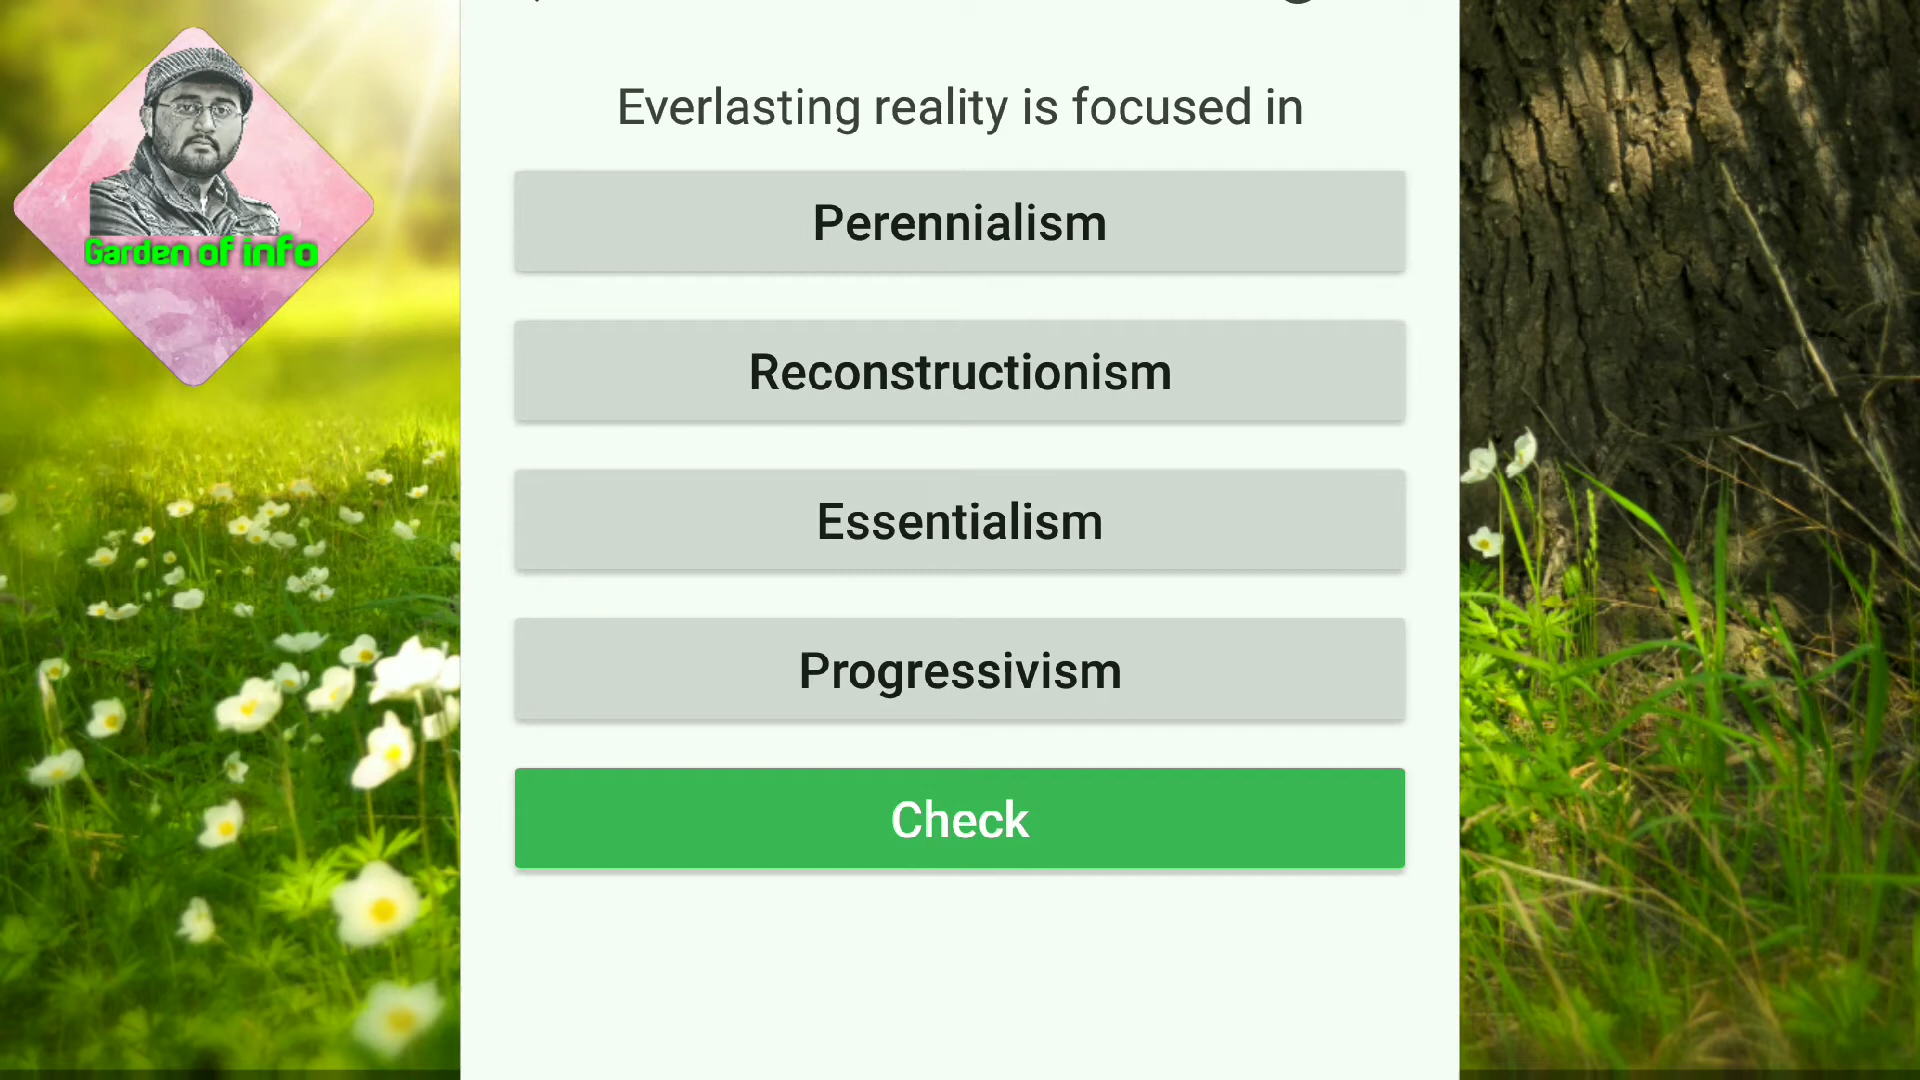 Garden of info
Everlasting reality is focused in
Perennialism
Reconstructionism
Essentialism
Progressivism
Check